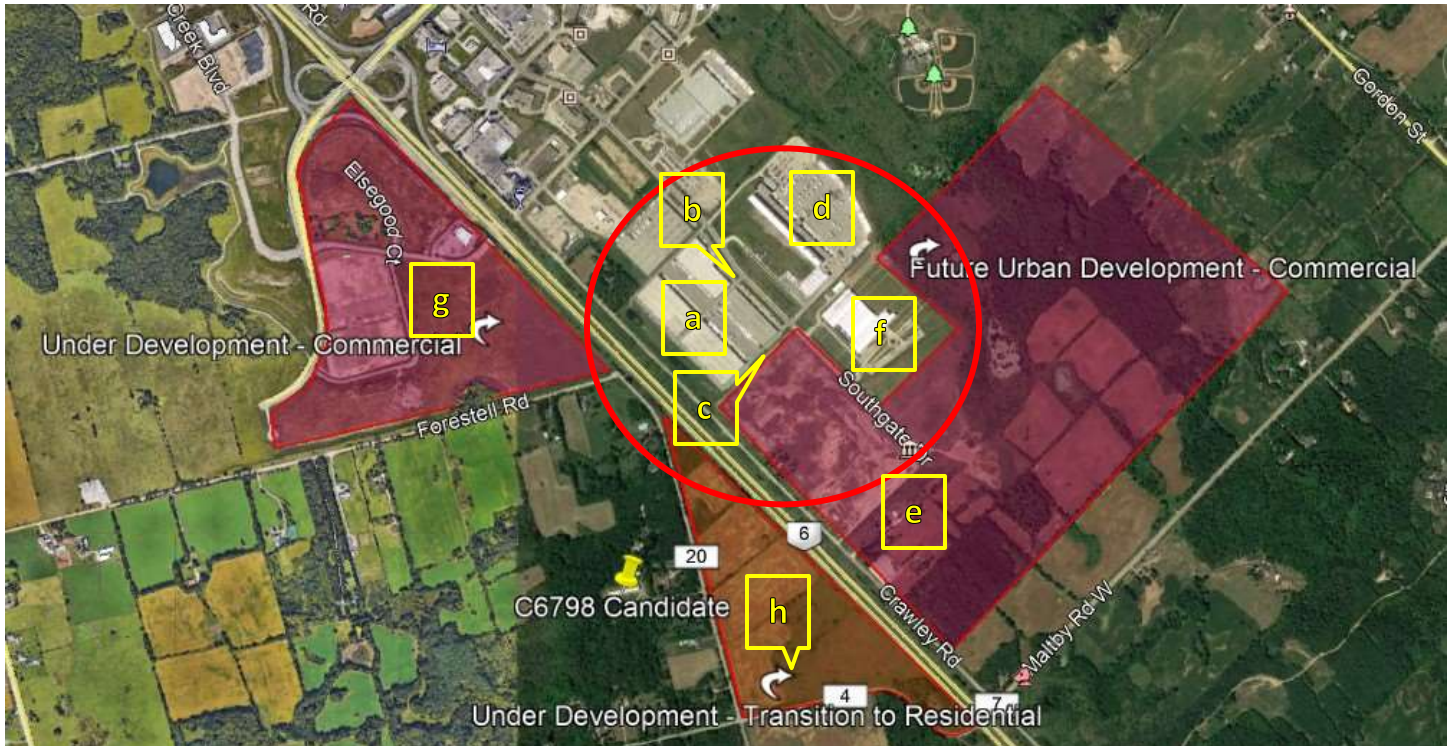 Rd
Creek Blvd
Gordon St
Elsegood Ct
b
d
Future Urban Development - Commercial
g
a
f
Under Development - Commercial
c
Southgate Dr
Forestell Rd
e
6
20
C6798 Candidate
h
Crawley Rd
Maltby Rd W
4
7
Under Development - Transition to Residential